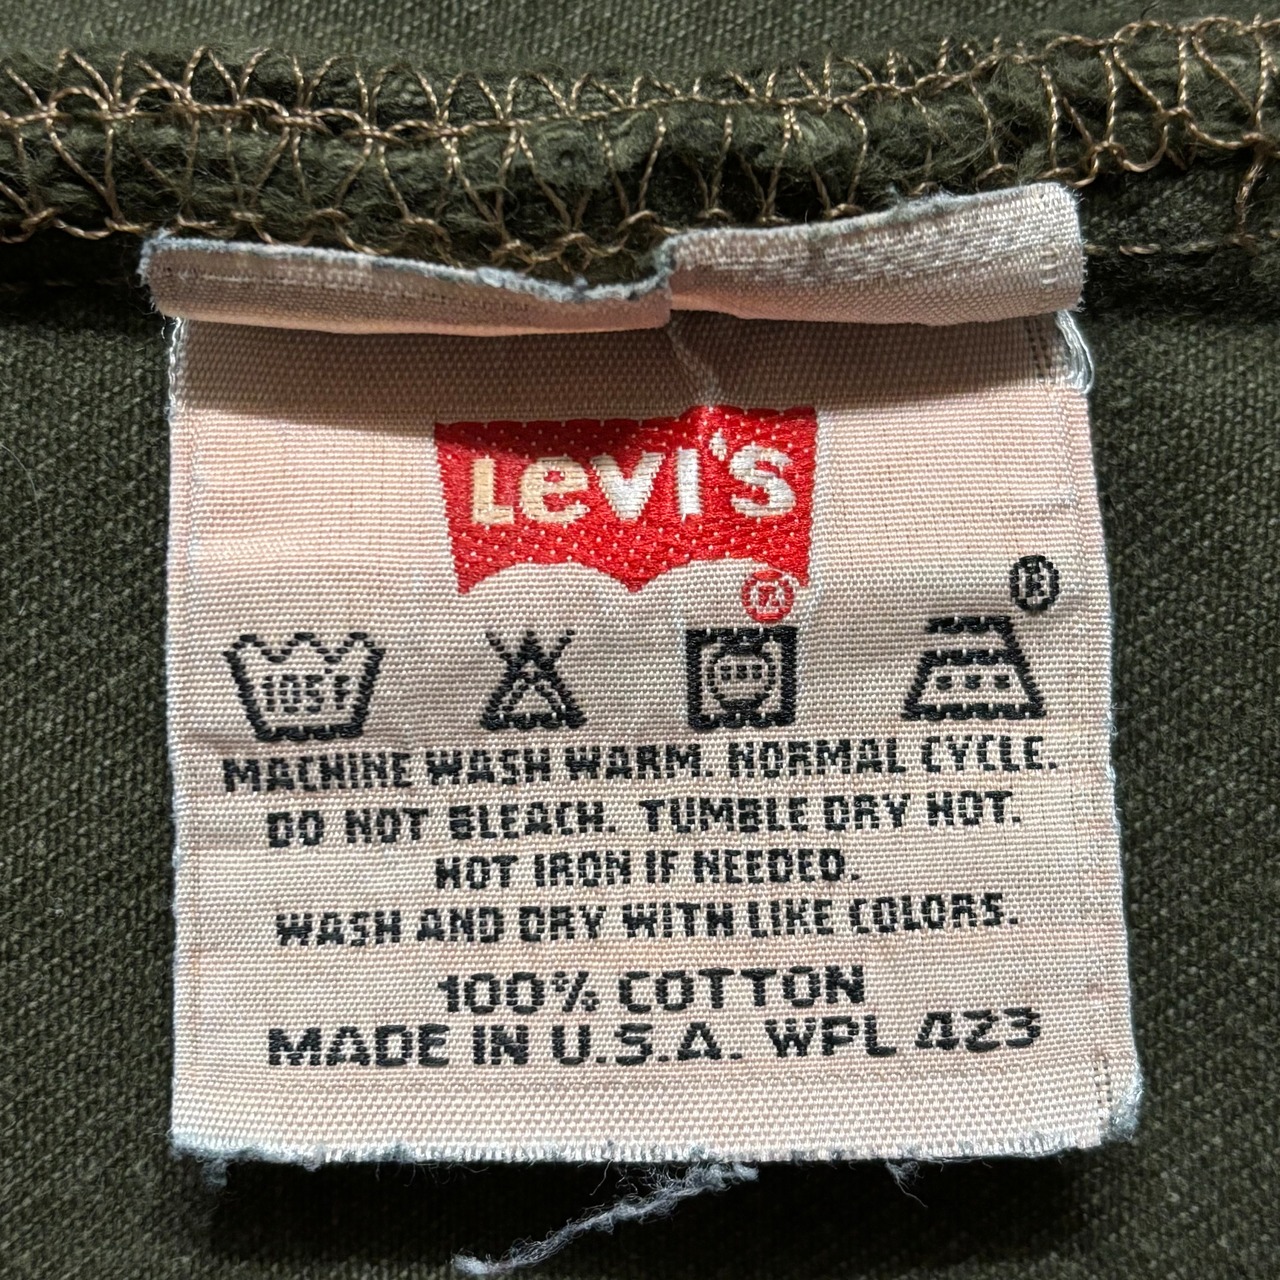 Levi's
®
®
105F
MACHINE WASH WARM. NORMAL CYCLE.
DO NOT BLEACH. TUMBLE DRY HOT.
HOT IRON IF NEEDED.
WASH AND DRY WITH LIKE COLORS.
100% COTTON
MADE IN U.S.A. WPL 423